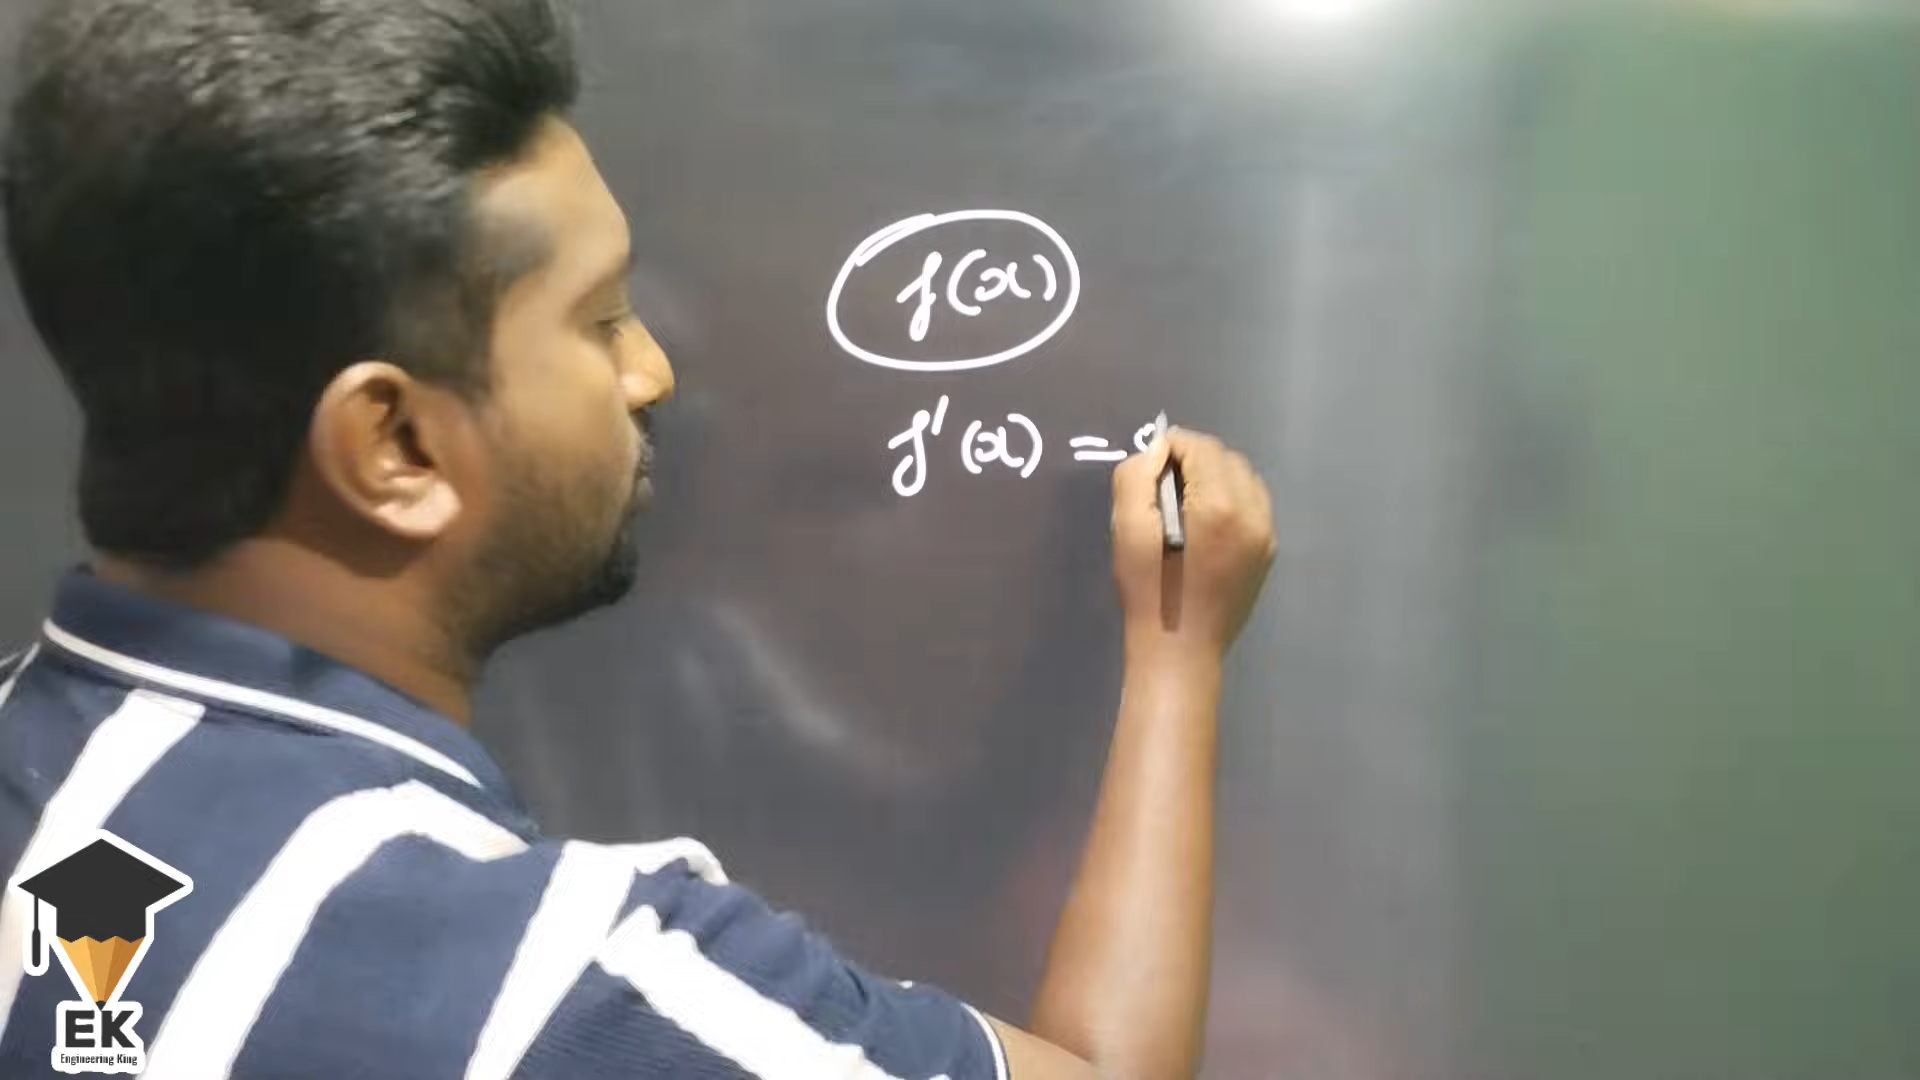 f(x)
f'(x) =
EK
Engineering King